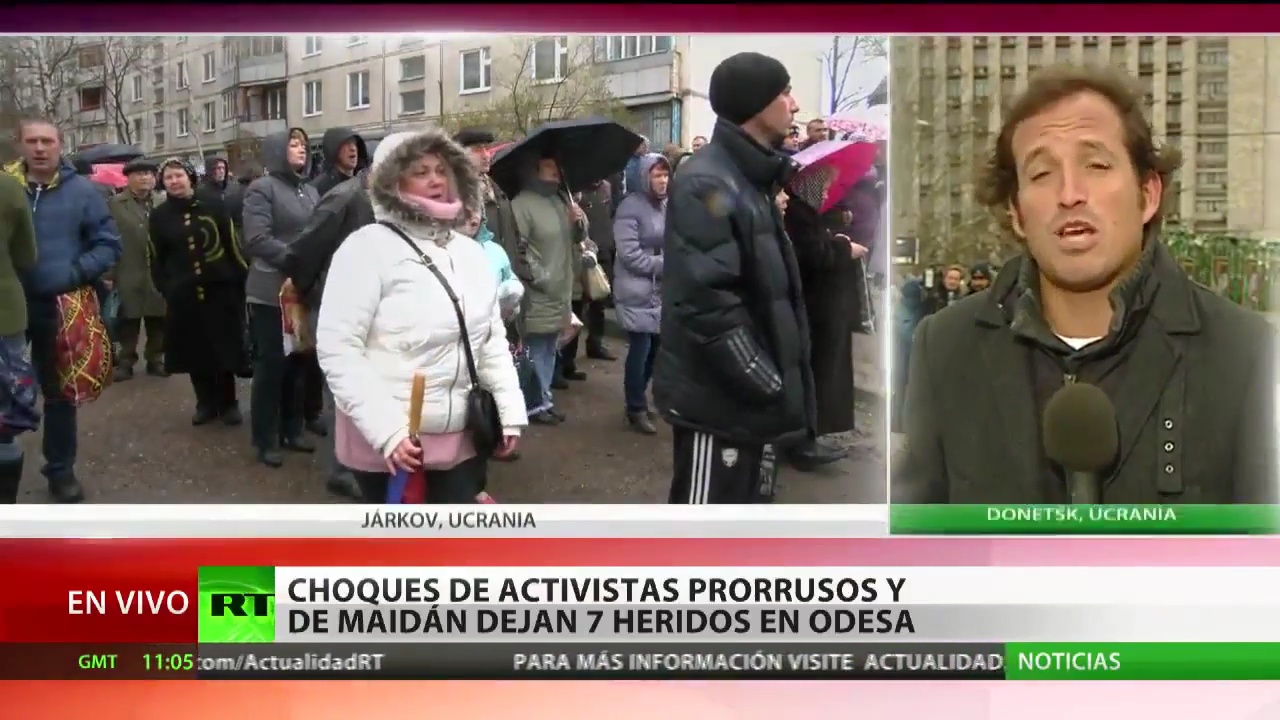 JÁRKOV, UCRANIA
DONETSK, UCRANIA
EN VIVO
RT
CHOQUES DE ACTIVISTAS PRORRUSOS Y
DE MAIDÁN DEJAN 7 HERIDOS EN ODESA
GMT 11:05
com/ActualidadRT PARA MÁS INFORMACIÓN VISITE ACTUALIDAD
NOTICIAS